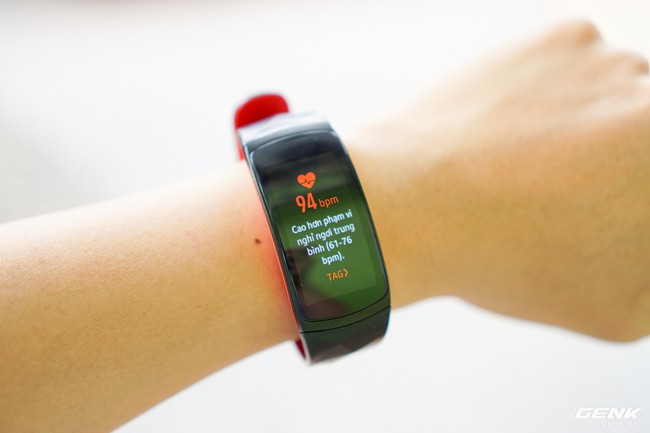 94 bpm
Cao hơn phạm vi
nghỉ ngơi trung
bình (61-76
bpm).
TAG❯
GENK